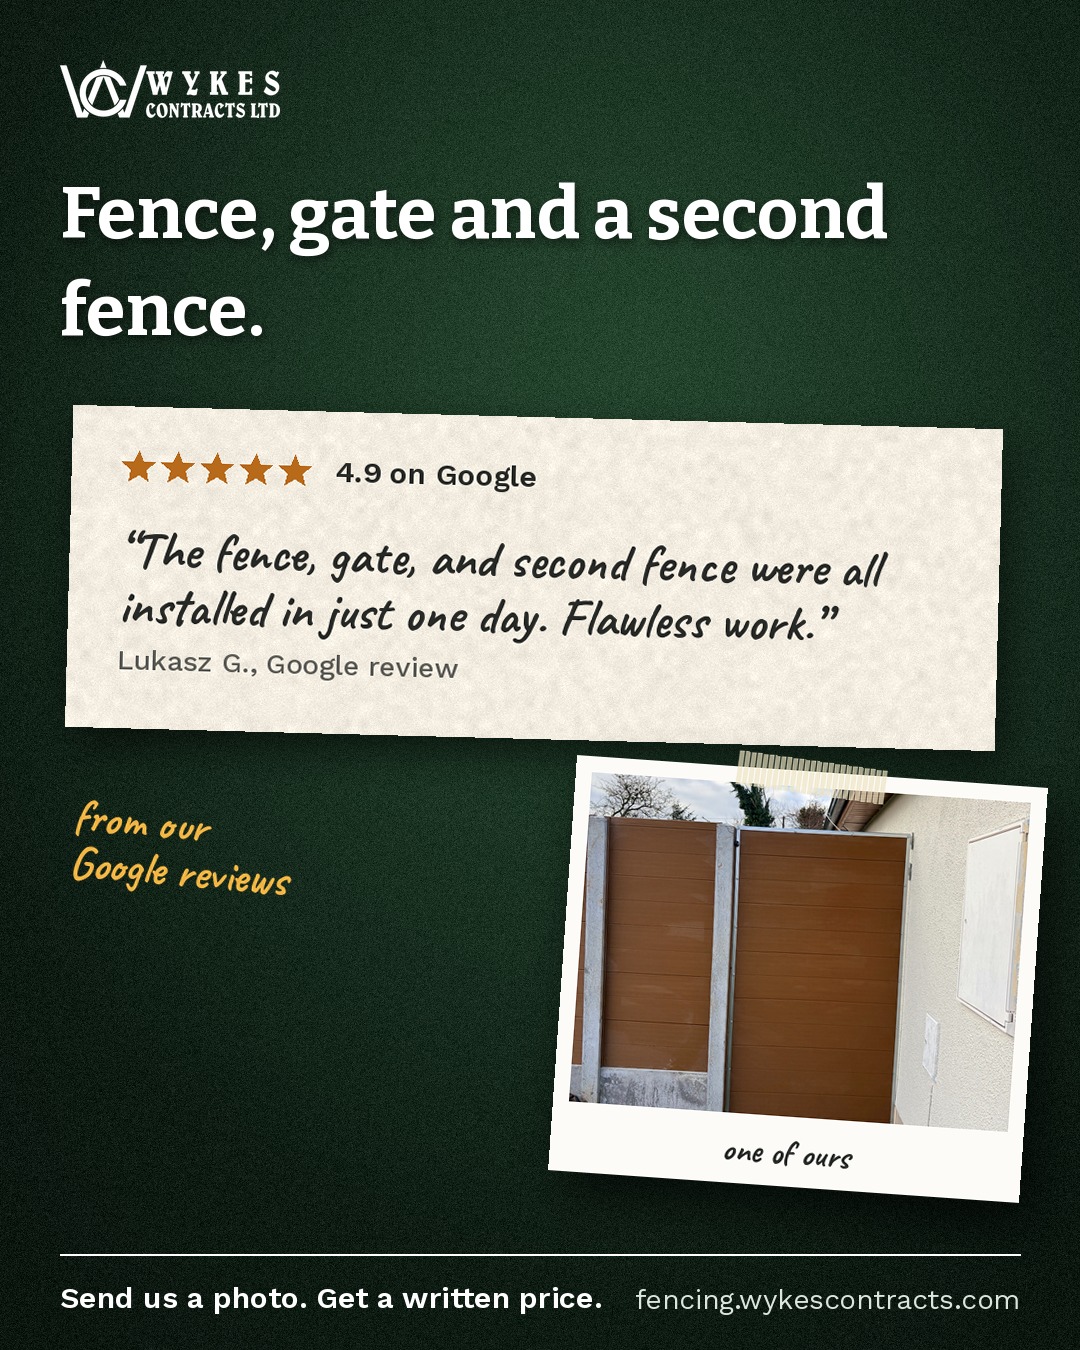 WYKES
CONTRACTS LTD
Fence, gate and a second
fence.
4.9 on Google
“The fence, gate, and second fence were all
installed in just one day. Flawless work.”
Lukasz G., Google review
from our
Google reviews
one of ours
Send us a photo. Get a written price.
fencing.wykescontracts.com